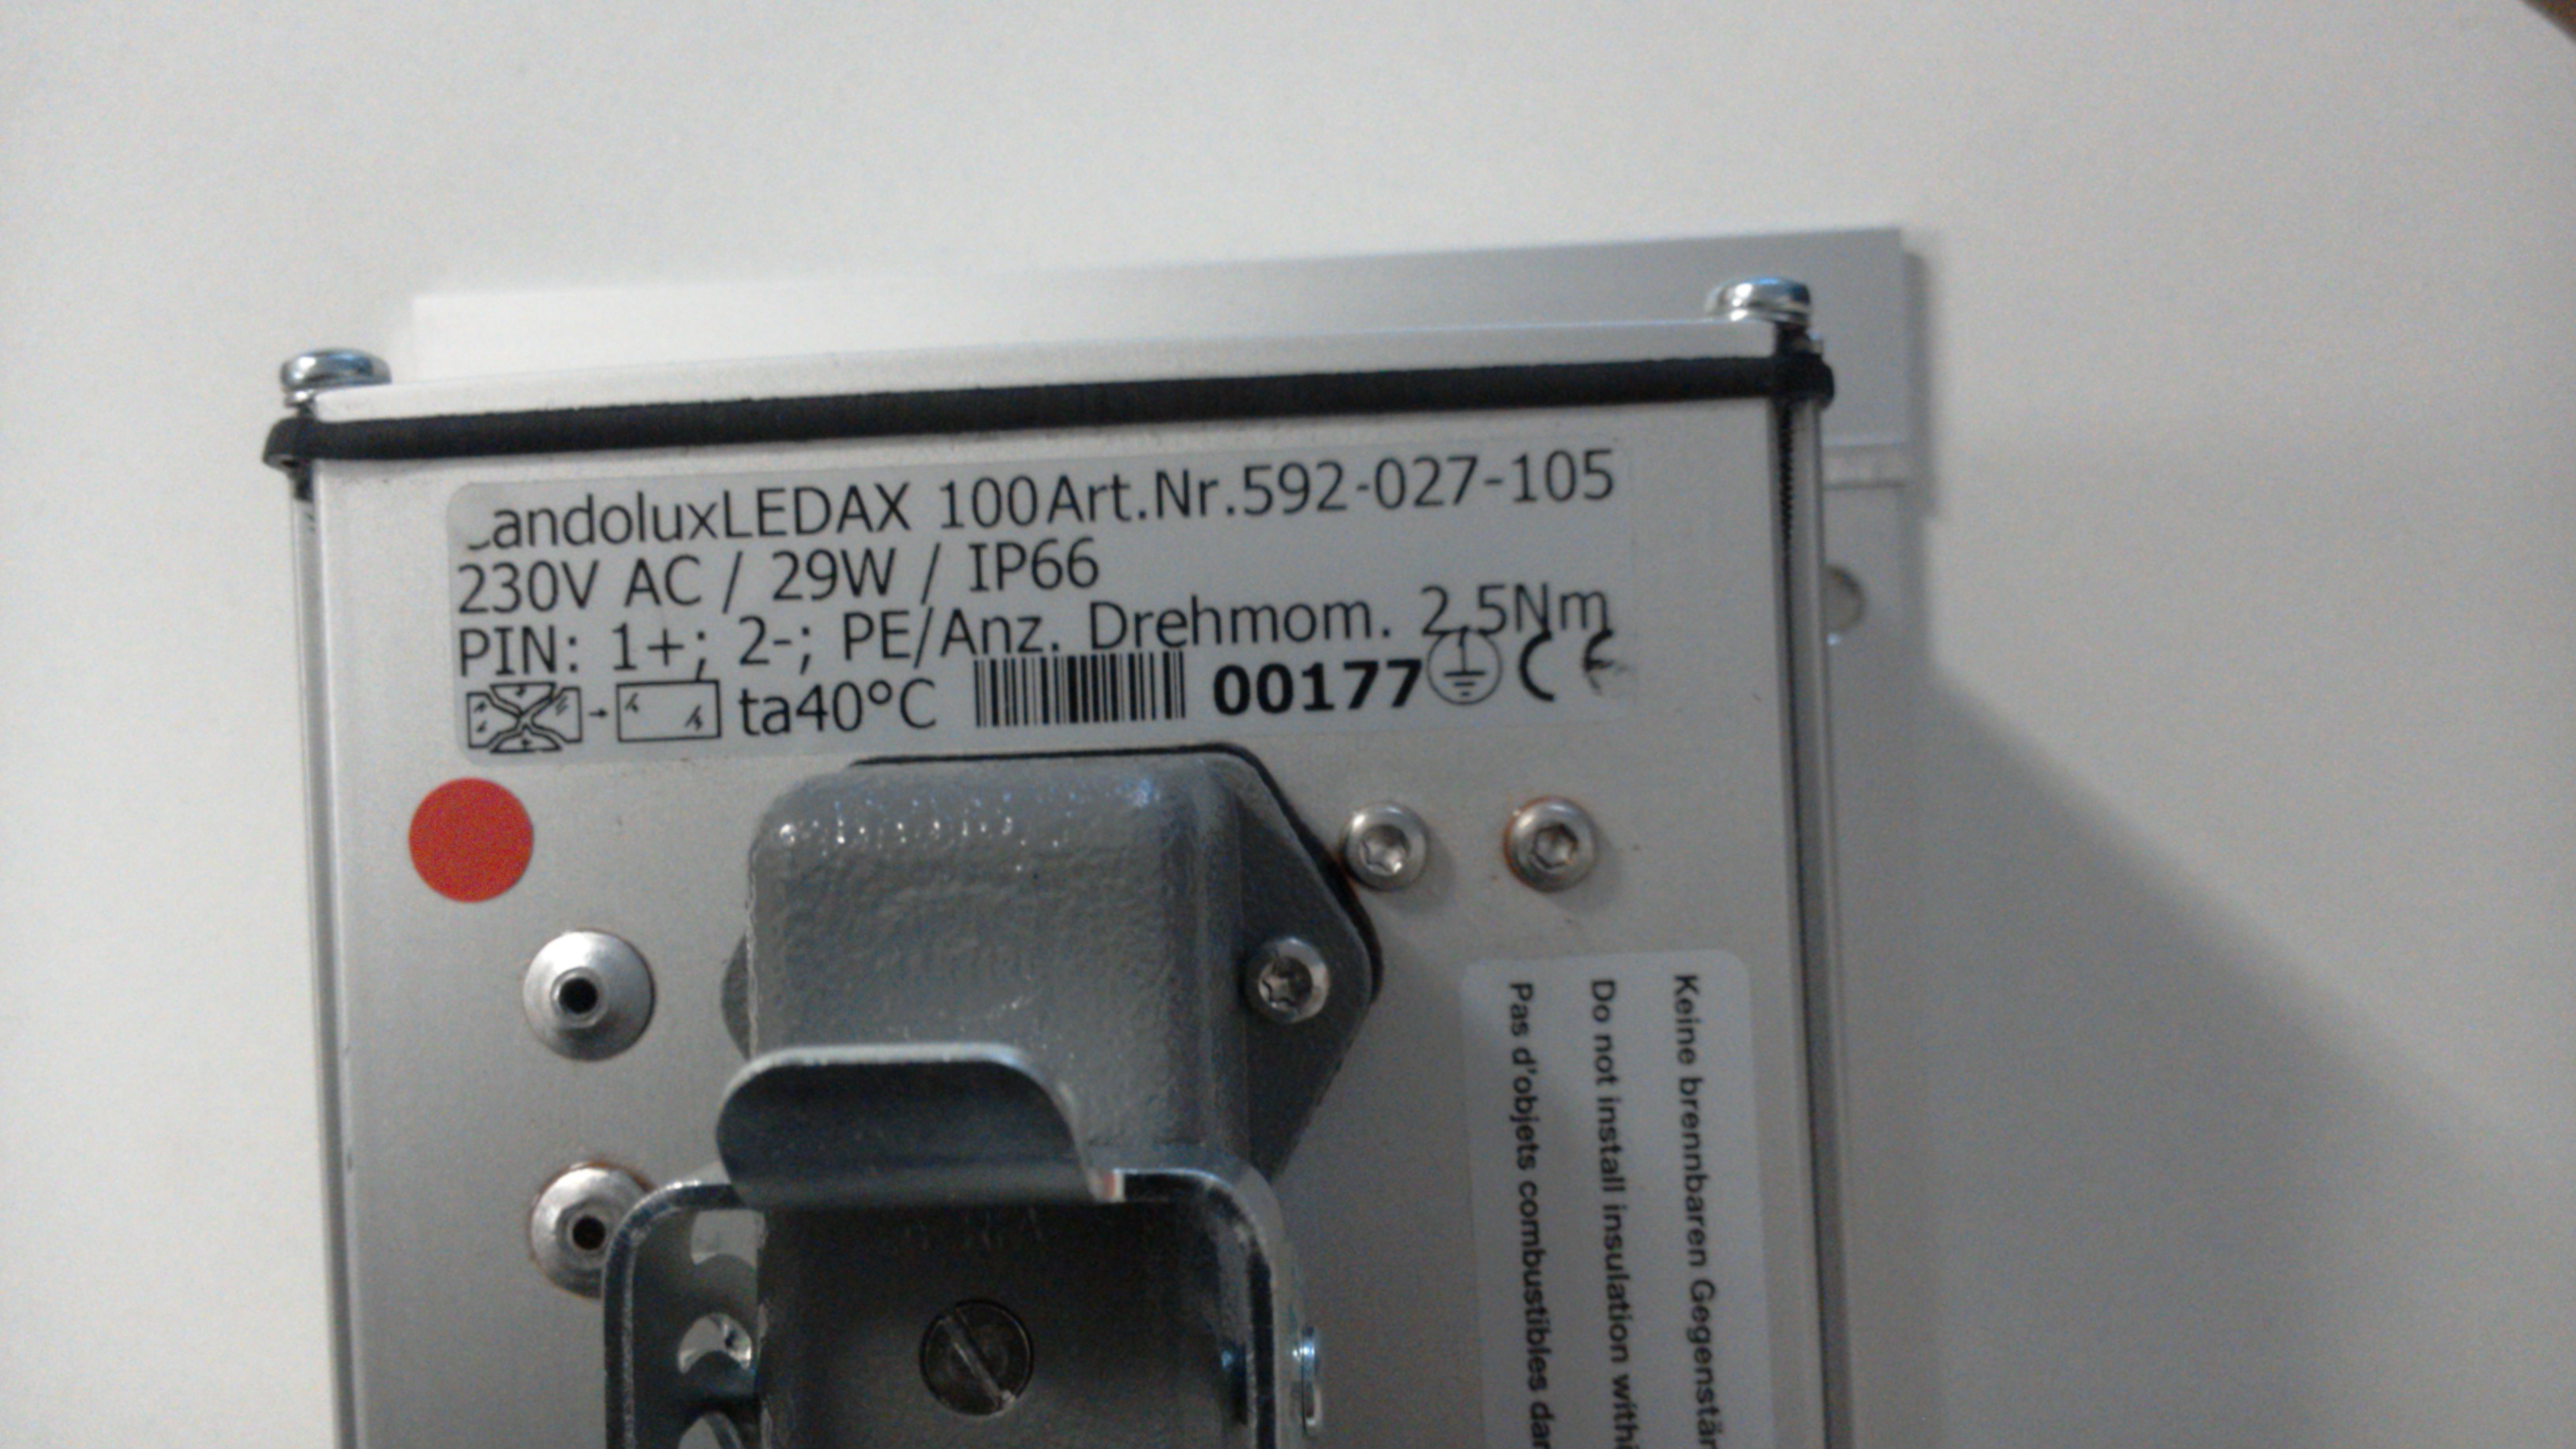 andoluxLEDAX 100Art.Nr.592-027-105
230V AC / 29W / IP66
PIN: 1+; 2-; PE/Anz. Drehmom. 2,5Nm
ta40°C 00177 CE
Keine brennbaren
Do not install insulation
Pas d'objets combustibles